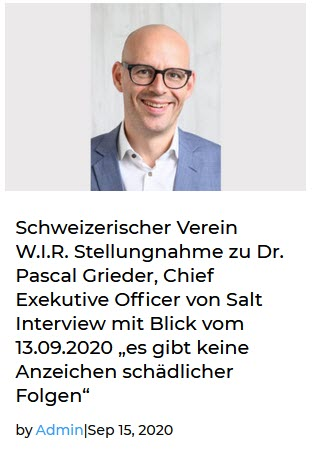 Schweizerischer Verein
W.I.R. Stellungnahme zu Dr.
Pascal Grieder, Chief
Exekutive Officer von Salt
Interview mit Blick vom
13.09.2020 „es gibt keine
Anzeichen schädlicher
Folgen“
by Admin|Sep 15, 2020